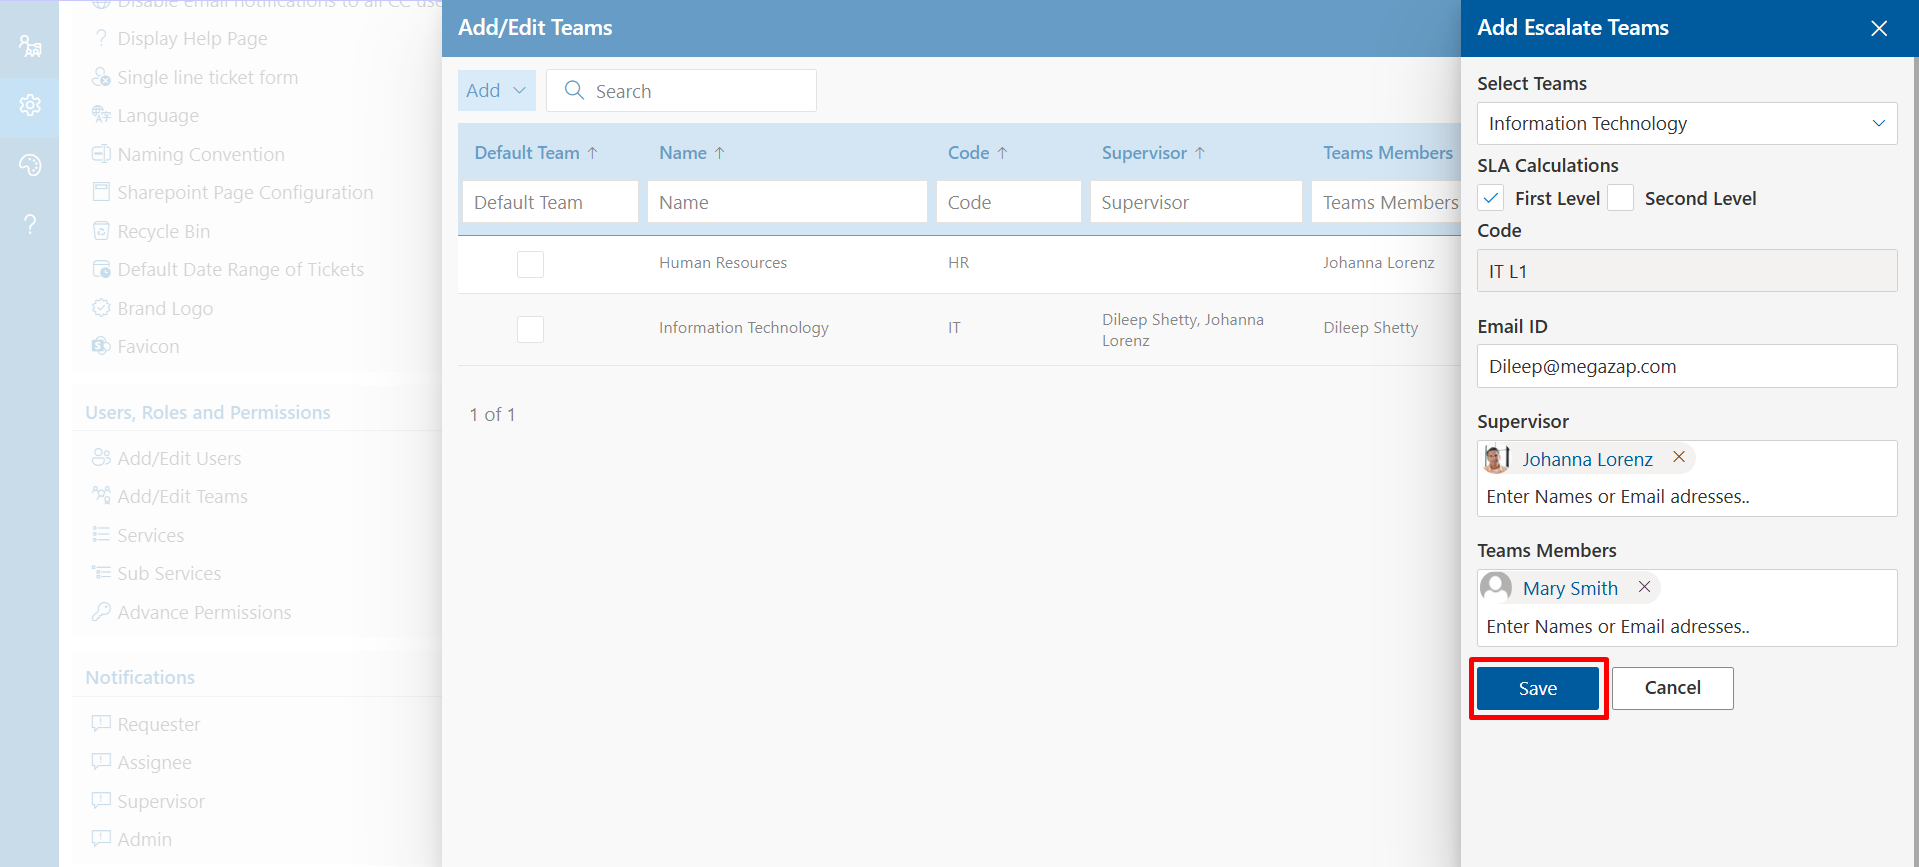 Disable email notifications to all CC use
Display Help Page
Single line ticket form
Language
Naming Convention
Sharepoint Page Configuration
Recycle Bin
Default Date Range of Tickets
Brand Logo
Favicon
Users, Roles and Permissions
Add/Edit Users
Add/Edit Teams
Services
Sub Services
Advance Permissions
Notifications
Requester
Assignee
Supervisor
Admin
Add/Edit Teams
Add
Search
Default Team ↑ Name ↑ Code ↑ Supervisor ↑ Teams Members
Default Team Name Code Supervisor Teams Members
Human Resources HR Johanna Lorenz
Information Technology IT Dileep Shetty, Johanna Lorenz Dileep Shetty
1 of 1
Add Escalate Teams
Select Teams
Information Technology
SLA Calculations
First Level Second Level
Code
IT L1
Email ID
Dileep@megazap.com
Supervisor
Johanna Lorenz
Enter Names or Email adresses..
Teams Members
Mary Smith
Enter Names or Email adresses..
Save Cancel